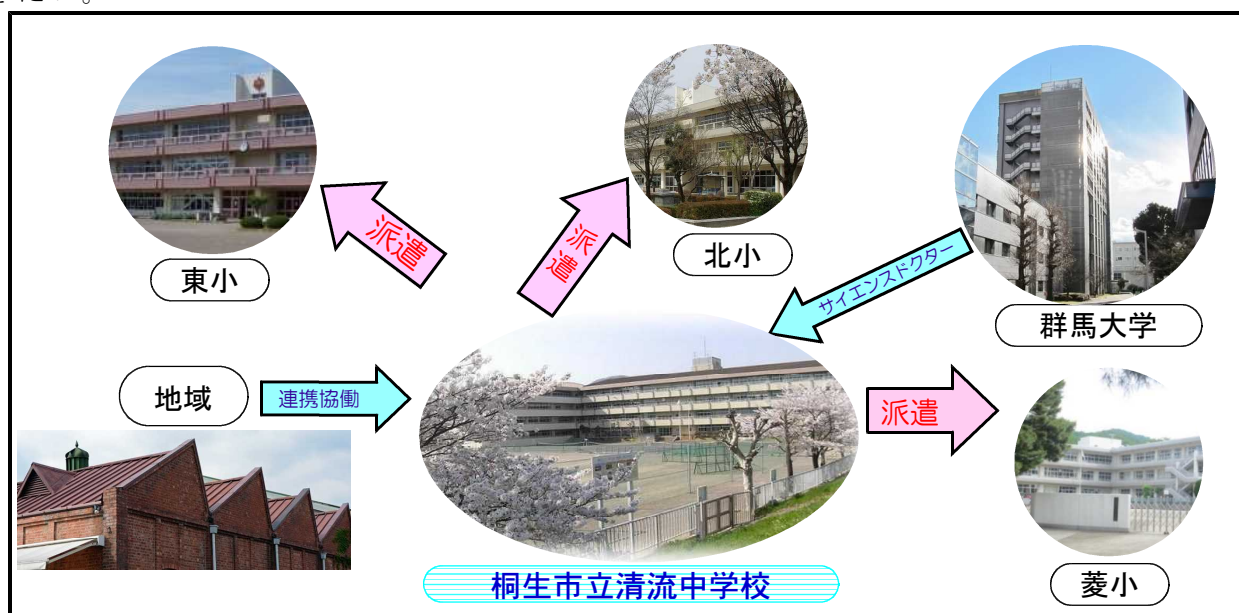 東小
派遣
派遣
北小
サイエンスドクター
群馬大学
地域
連携協働
派遣
桐生市立清流中学校
菱小